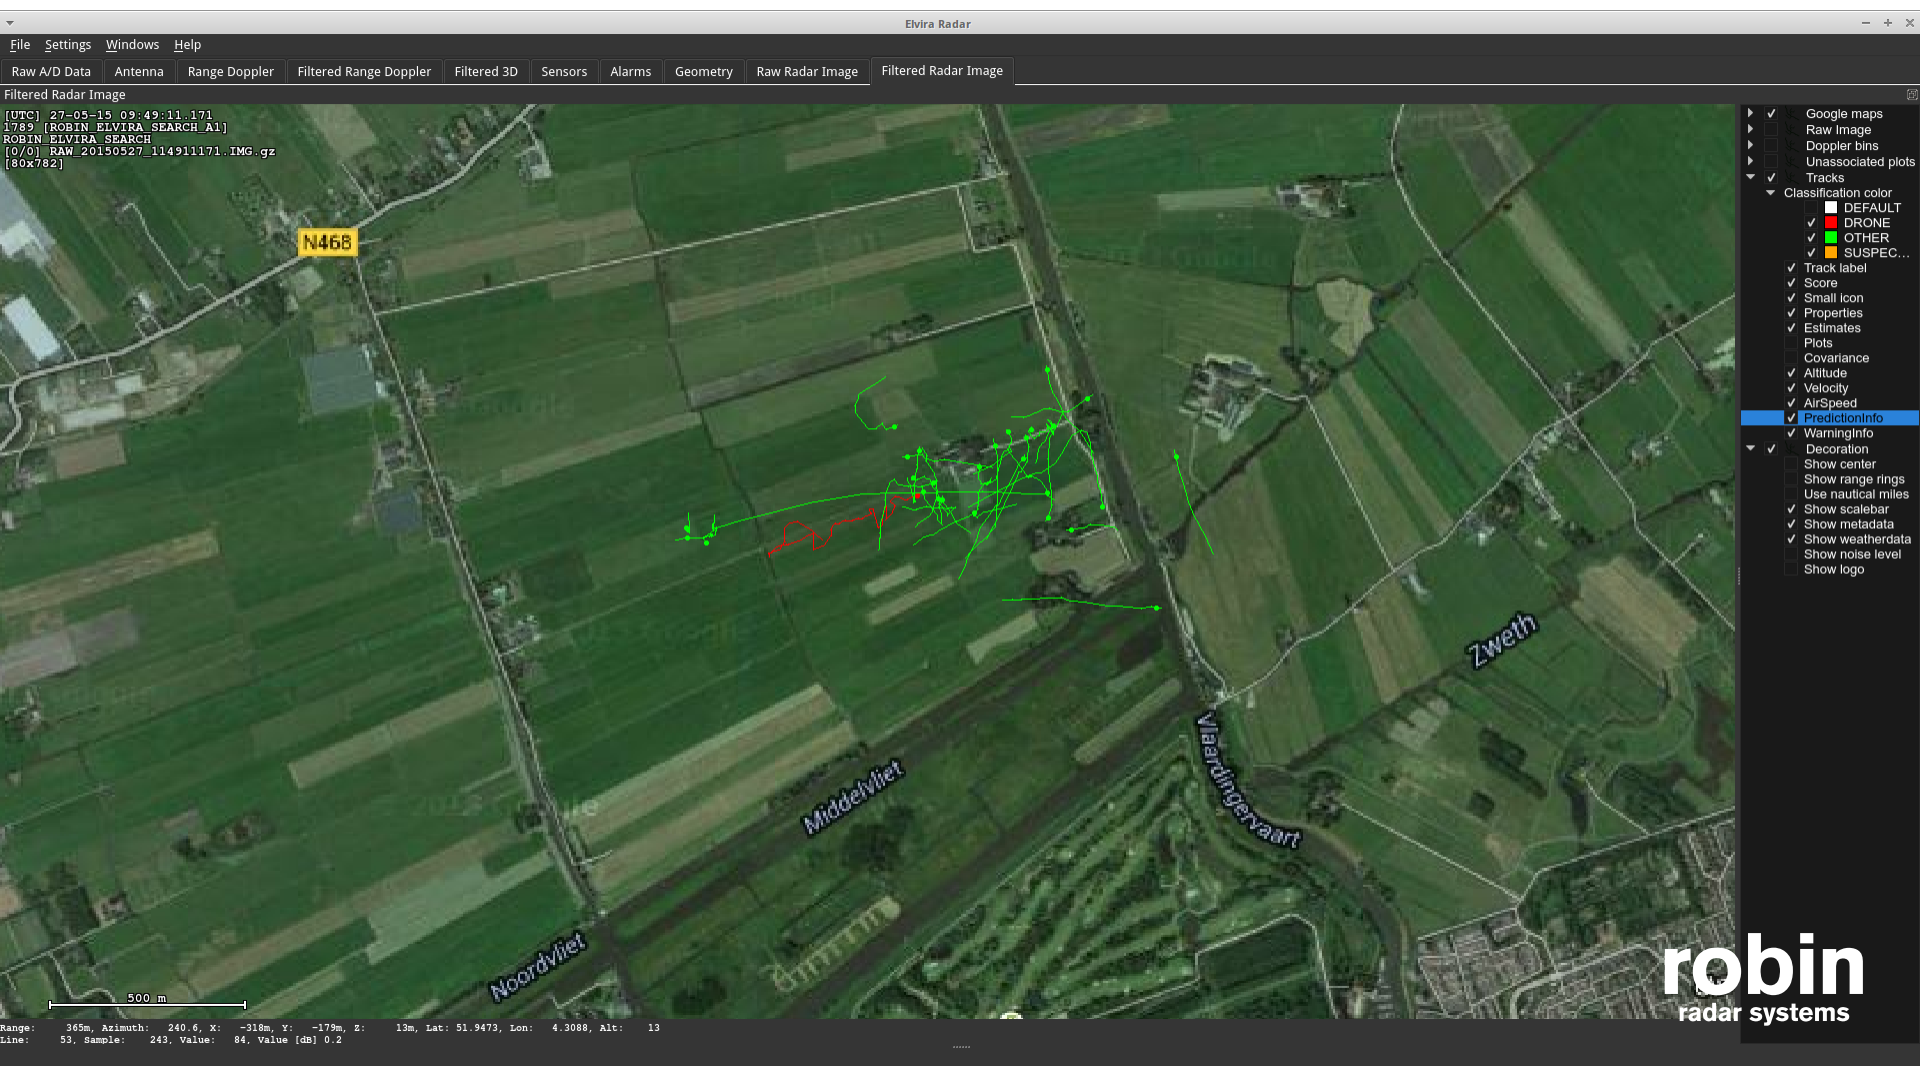 Elvira Radar
File Settings Windows Help
Raw A/D Data Antenna Range Doppler Filtered Range Doppler Filtered 3D Sensors Alarms Geometry Raw Radar Image Filtered Radar Image
Filtered Radar Image
[UTC] 27-05-15 09:49:11.171
1789 [ROBIN_ELVIRA_SEARCH_A1]
ROBIN_ELVIRA_SEARCH
[0/0] RAW_20150527_114911171.IMG.gz
[80x782]
N468
Zweth
Vlaardingervaart
Middelvliet
Noordvliet
500 m
Google maps
Raw Image
Doppler bins
Unassociated plots
Tracks
Classification color
DEFAULT
DRONE
OTHER
SUSPEC...
Track label
Score
Small icon
Properties
Estimates
Plots
Covariance
Altitude
Velocity
AirSpeed
PredictionInfo
WarningInfo
Decoration
Show center
Show range rings
Use nautical miles
Show scalebar
Show metadata
Show weatherdata
Show noise level
Show logo
robin
radar systems
Range: 365m, Azimuth: 240.6, X: -318m, Y: -179m, Z: 13m, Lat: 51.9473, Lon: 4.3088, Alt: 13
Line: 53, Sample: 243, Value: 84, Value [dB] 0.2